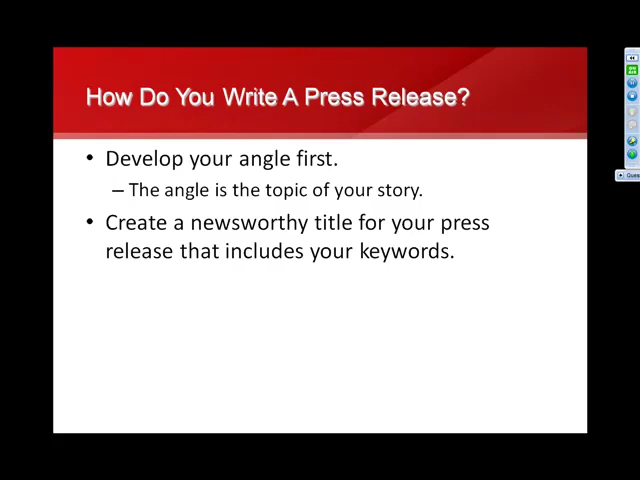 How Do You Write A Press Release?
• Develop your angle first.
– The angle is the topic of your story.
• Create a newsworthy title for your press
release that includes your keywords.